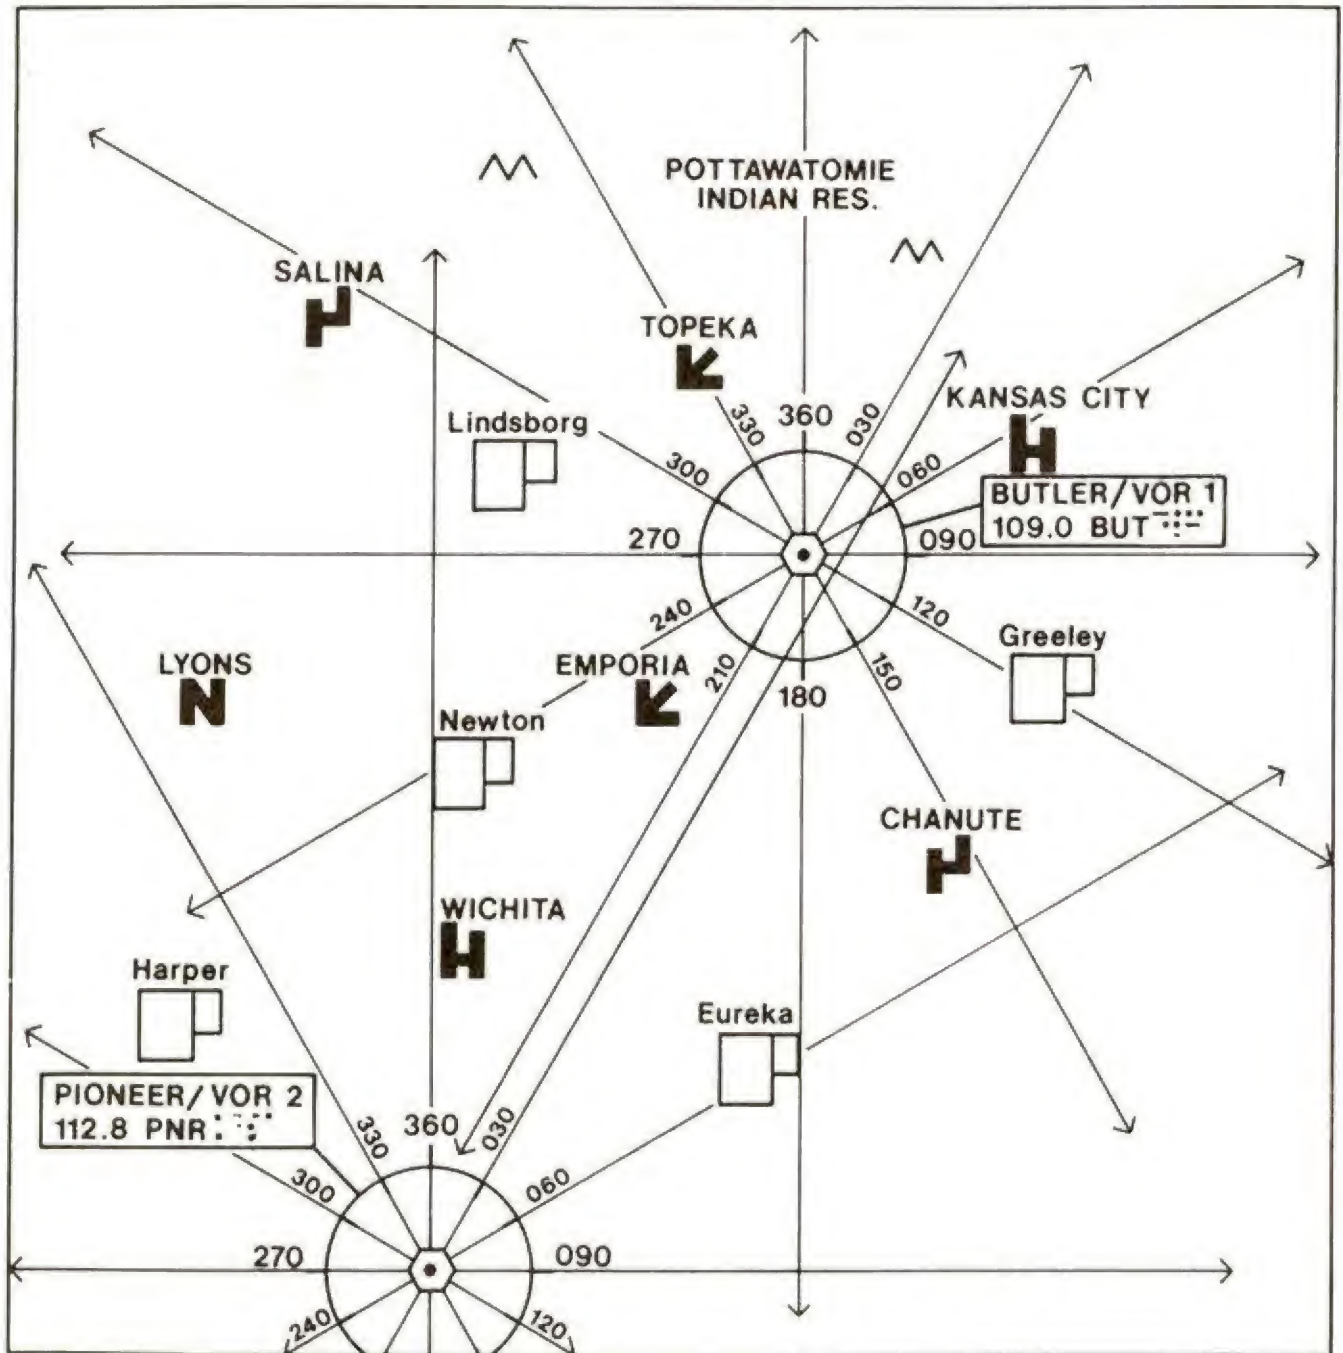 POTTAWATOMIE
INDIAN RES.
SALINA
TOPEKA
KANSAS CITY
Lindsborg
330
360
030
300
060
BUTLER/VOR 1
109.0 BUT
270
090
240
120
Greeley
LYONS
EMPORIA
210
150
180
Newton
CHANUTE
WICHITA
Harper
Eureka
PIONEER/VOR 2
112.8 PNR
330
360
030
300
060
270
090
240
120